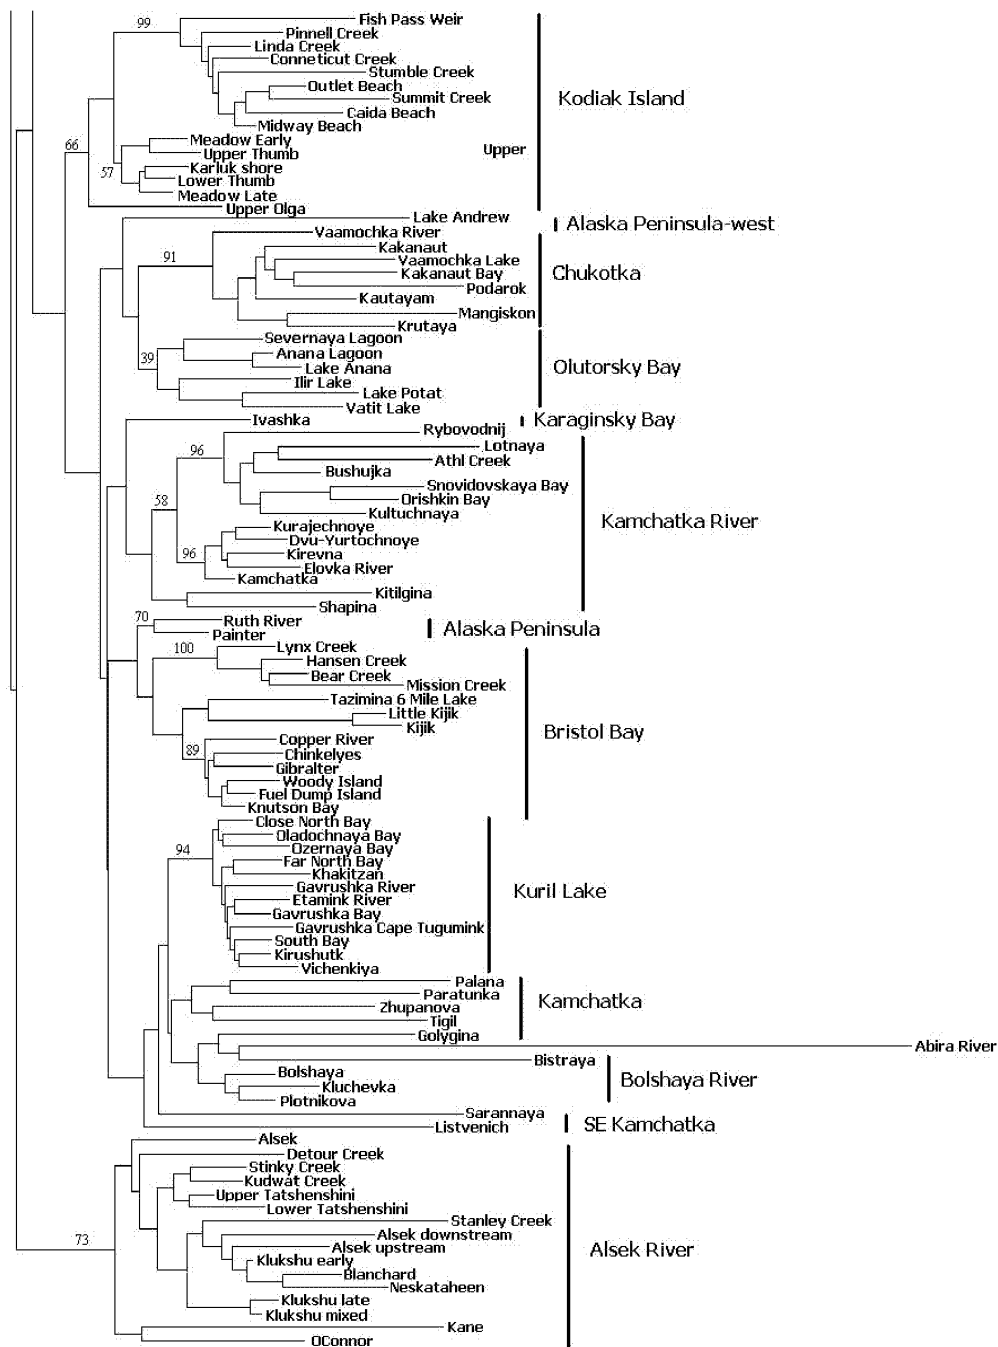 99
Fish Pass Weir
Pinnell Creek
Linda Creek
Conneticut Creek
Stumble Creek
Outlet Beach
Summit Creek
Caida Beach
Midway Beach
Kodiak Island
66
Meadow Early
Upper Thumb
Upper
57
Karluk shore
Lower Thumb
Meadow Late
Upper Olga
Lake Andrew
Alaska Peninsula-west
Vaamochka River
91
Kakanaut
Vaamochka Lake
Kakanaut Bay
Podarok
Kautayam
Mangiskon
Krutaya
Chukotka
39
Severnaya Lagoon
Anana Lagoon
Lake Anana
Ilir Lake
Lake Potat
Vatit Lake
Olutorsky Bay
Ivashka
Karaginsky Bay
Rybovodnij
96
Lotnaya
Athl Creek
Bushujka
Snovidovskaya Bay
Orishkin Bay
Kultuchnaya
58
Kamchatka River
Kurajechnoye
Dvu-Yurtochnoye
96
Kirevna
Elovka River
Kamchatka
Kitilgina
Shapina
70
Ruth River
Painter
Alaska Peninsula
100
Lynx Creek
Hansen Creek
Bear Creek
Mission Creek
Tazimina 6 Mile Lake
Little Kijik
Kijik
Bristol Bay
89
Copper River
Chinkelyes
Gibralter
Woody Island
Fuel Dump Island
Knutson Bay
Close North Bay
Oladochnaya Bay
Ozernaya Bay
94
Far North Bay
Khakitzan
Gavrushka River
Etamink River
Gavrushka Bay
Gavrushka Cape Tugumink
South Bay
Kirushutk
Vichenkiya
Kuril Lake
Palana
Paratunka
Zhupanova
Tigil
Kamchatka
Golygina
Abira River
Bistraya
Bolshaya
Kluchevka
Plotnikova
Bolshaya River
Sarannaya
Listvenich
SE Kamchatka
Alsek
Detour Creek
Stinky Creek
Kudwat Creek
Upper Tatshenshini
Lower Tatshenshini
Stanley Creek
Alsek downstream
73
Alsek upstream
Klukshu early
Blanchard
Neskataheen
Klukshu late
Klukshu mixed
Kane
OConnor
Alsek River